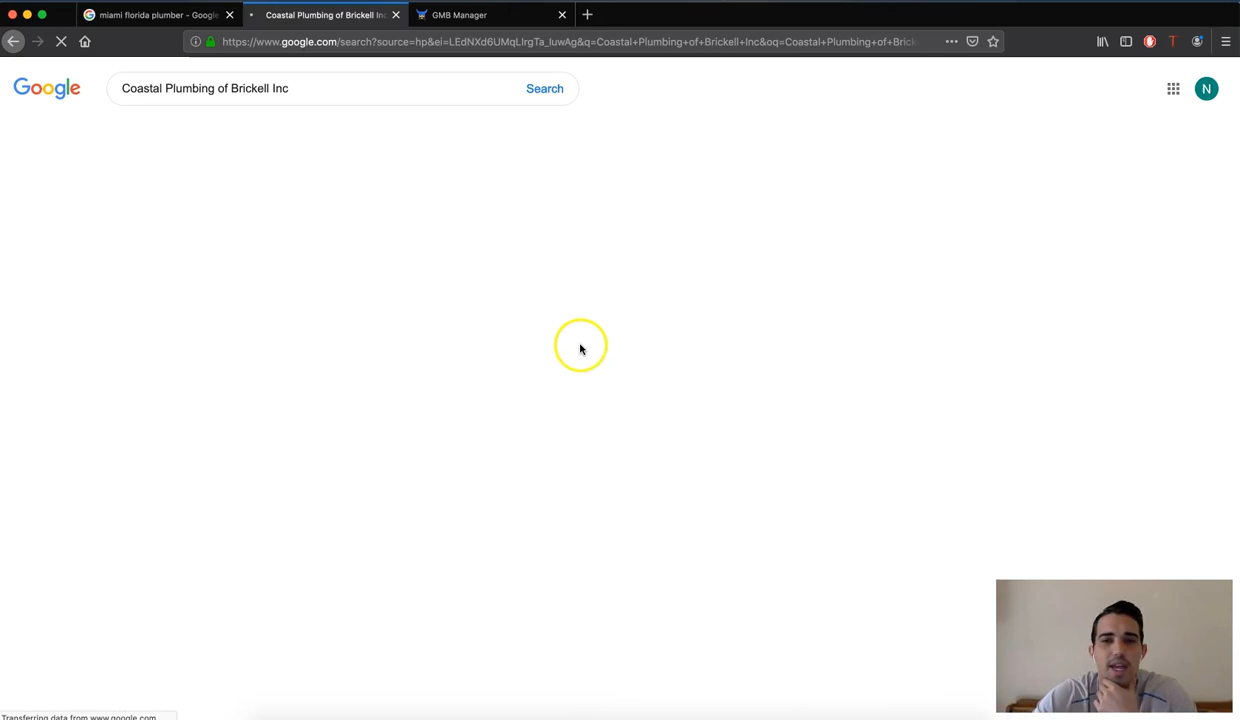 miami florida plumber - Google
Coastal Plumbing of Brickell Inc
GMB Manager
https://www.google.com/search?source=hp&ei=LEdNXd6UMqLIrgTa_luwAg&q=Coastal+Plumbing+of+Brickell+Inc&oq=Coastal+Plumbing+of+Brick
T
Google
Coastal Plumbing of Brickell Inc
Search
N
Transferring data from www.google.com